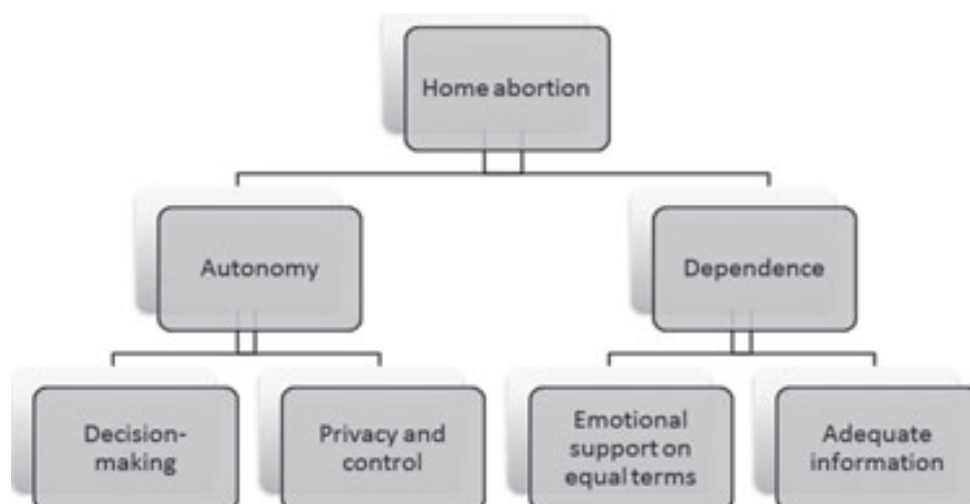 Home abortion
Autonomy
Dependence
Decision-
making
Privacy and
control
Emotional
support on
equal terms
Adequate
information